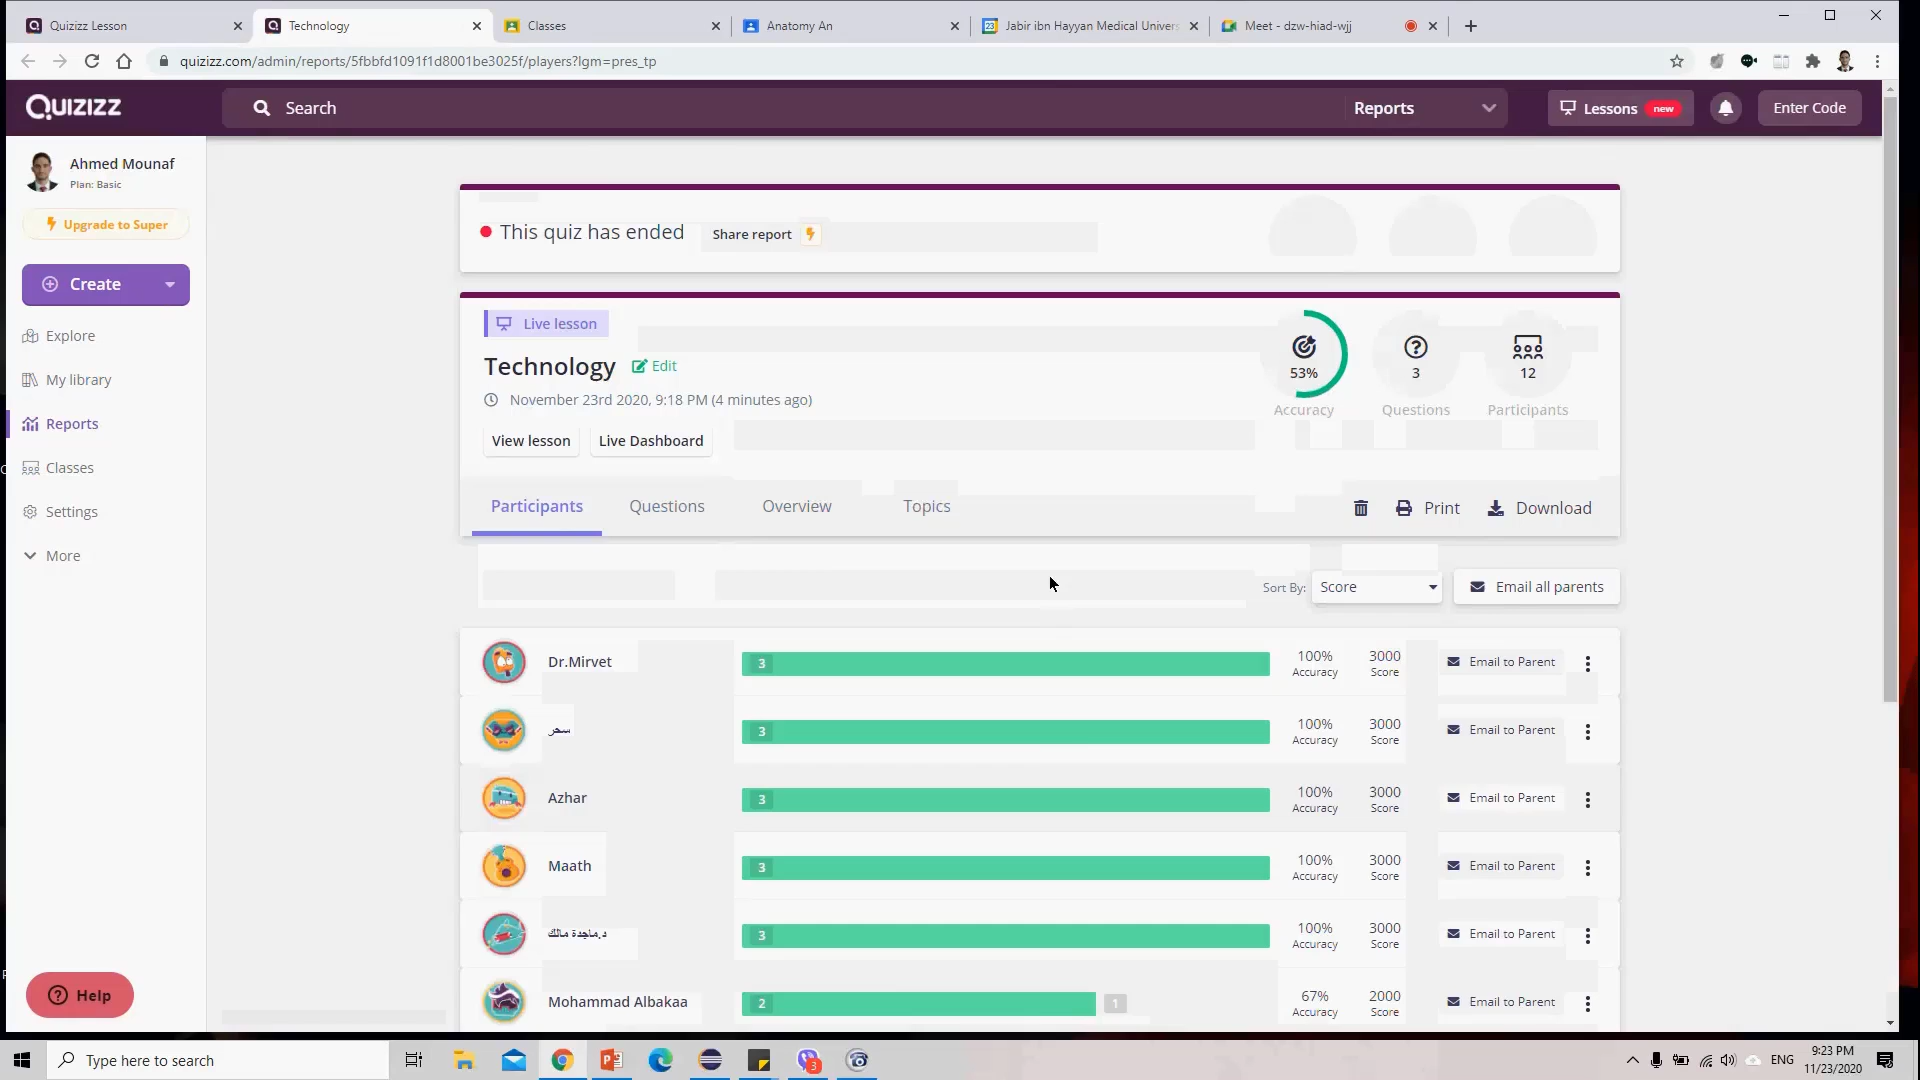 Quizizz Lesson
Technology
Classes
Anatomy An
Jabir ibn Hayyan Medical Univers
Meet - dzw-hiad-wjj
quizizz.com/admin/reports/5fbbfd1091f1d8001be3025f/players?lgm=pres_tp
Quizizz
Search
Reports
Lessons new
Enter Code
Ahmed Mounaf
Plan: Basic
Upgrade to Super
Create
Explore
My library
Reports
Classes
Settings
More
Help
This quiz has ended
Share report
Live lesson
Technology
Edit
November 23rd 2020, 9:18 PM (4 minutes ago)
View lesson
Live Dashboard
53%
Accuracy
3
Questions
12
Participants
Participants
Questions
Overview
Topics
Print
Download
Sort By:
Score
Email all parents
Dr.Mirvet
3
100%
Accuracy
3000
Score
Email to Parent
سحر
3
100%
Accuracy
3000
Score
Email to Parent
Azhar
3
100%
Accuracy
3000
Score
Email to Parent
Maath
3
100%
Accuracy
3000
Score
Email to Parent
د.ماجدة مالك
3
100%
Accuracy
3000
Score
Email to Parent
Mohammad Albakaa
2
1
67%
Accuracy
2000
Score
Email to Parent
Type here to search
3
ENG
9:23 PM
11/23/2020